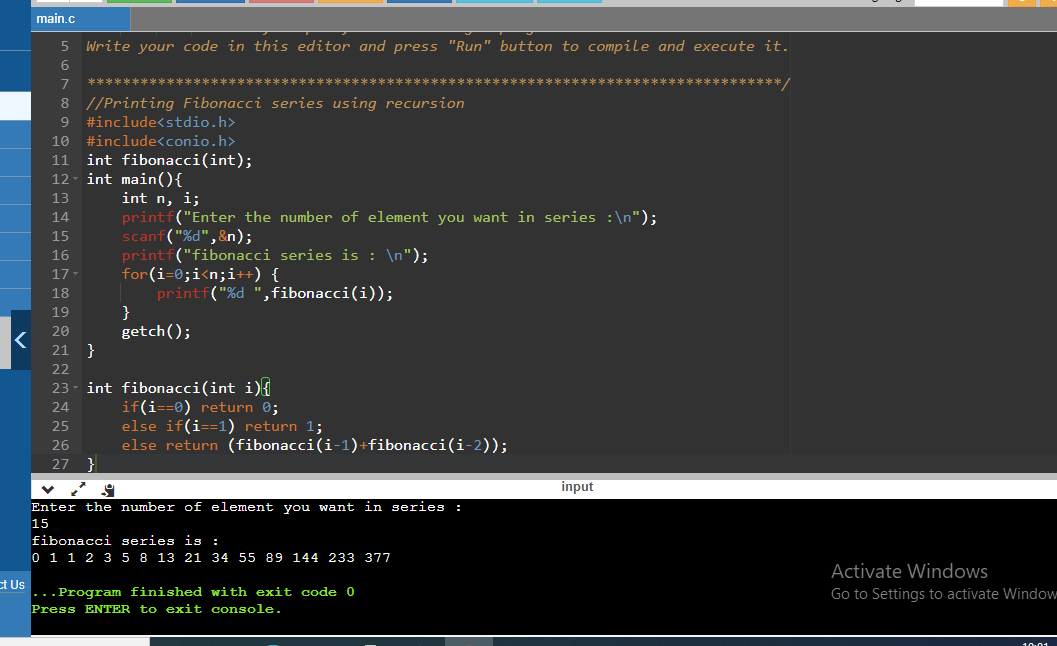 main.c
5 Write your code in this editor and press "Run" button to compile and execute it.
6
7 *******************************************************************************/
8 //Printing Fibonacci series using recursion
9 #include<stdio.h>
10 #include<conio.h>
11 int fibonacci(int);
12 int main(){
13 int n, i;
14 printf("Enter the number of element you want in series :\n");
15 scanf("%d",&n);
16 printf("fibonacci series is : \n");
17 for(i=0;i<n;i++) {
18 printf("%d ",fibonacci(i));
19 }
20 getch();
21 }
22
23 int fibonacci(int i){
24 if(i==0) return 0;
25 else if(i==1) return 1;
26 else return (fibonacci(i-1)+fibonacci(i-2));
27 }
input
Enter the number of element you want in series :
15
fibonacci series is :
0 1 1 2 3 5 8 13 21 34 55 89 144 233 377
...Program finished with exit code 0
Press ENTER to exit console.
ct Us
Activate Windows
Go to Settings to activate Window